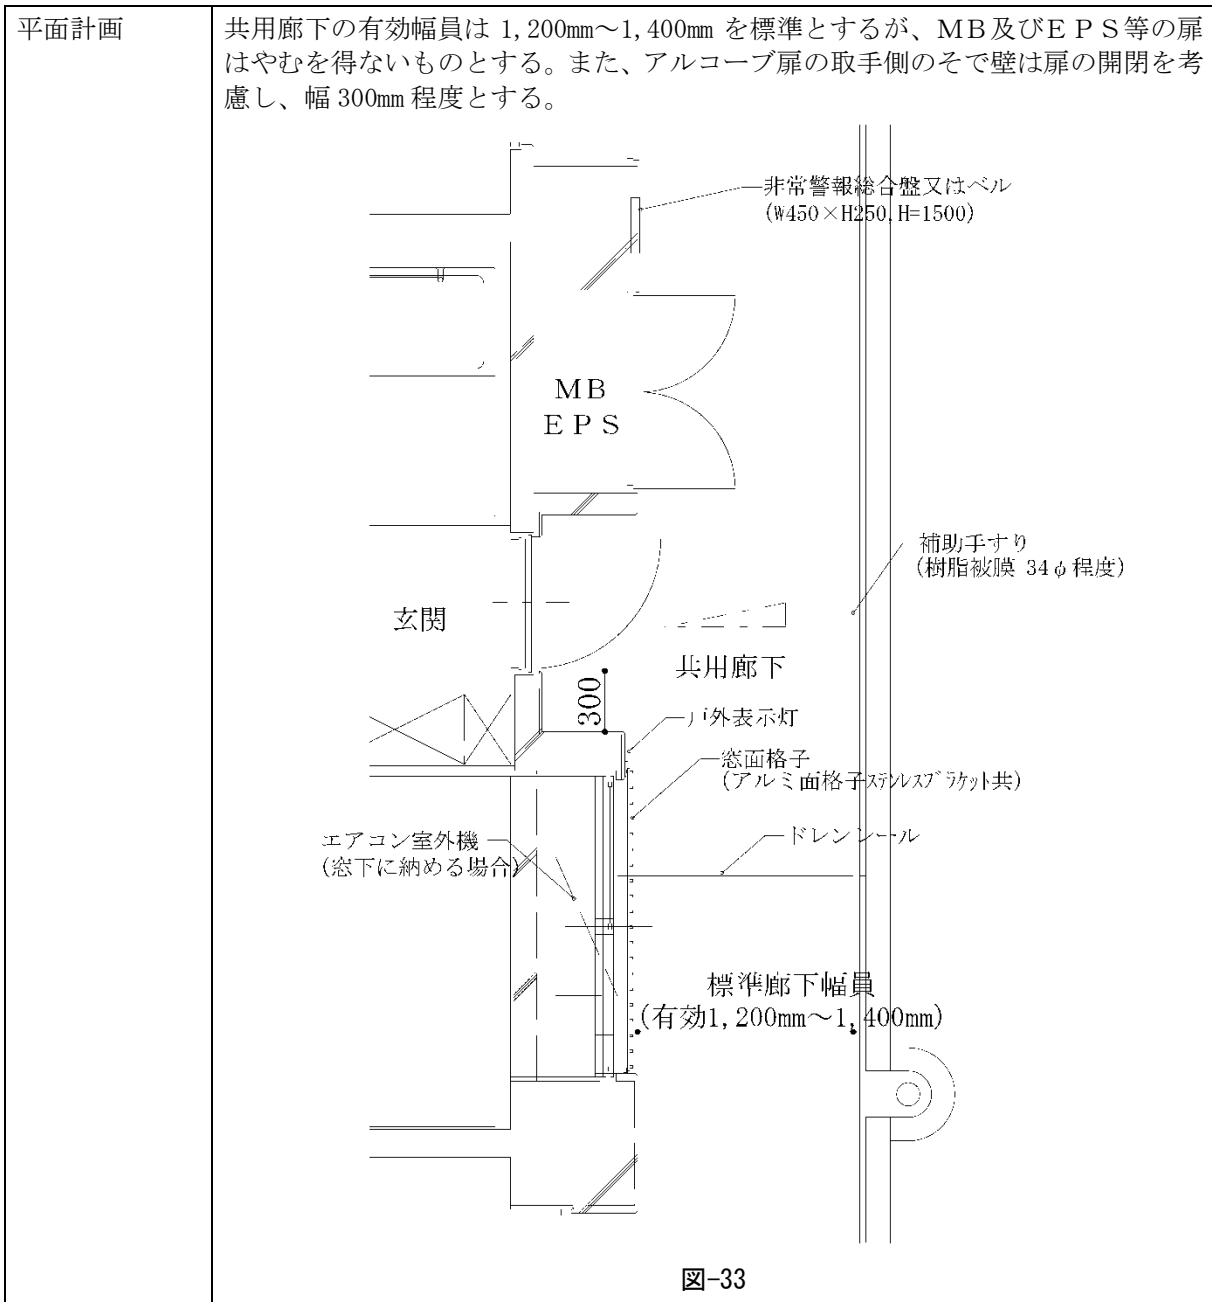 平面計画
共用廊下の有効幅員は 1,200㎜～1,400㎜ を標準とするが、ＭＢ及びＥＰＳ等の扉
はやむを得ないものとする。また、アルコーブ扉の取手側のそで壁は扉の開閉を考
慮し、幅 300㎜ 程度とする。
非常警報総合盤又はベル
(W450×H250,H=1500)
ＭＢ
ＥＰＳ
補助手すり
(樹脂被膜 34φ程度)
玄関
共用廊下
300
戸外表示灯
窓面格子
(アルミ面格子ｽﾃﾝﾚｽﾌﾞﾗｹｯﾄ共)
エアコン室外機
(窓下に納める場合)
ドレンレール
標準廊下幅員
(有効1,200mm～1,400mm)
図-33